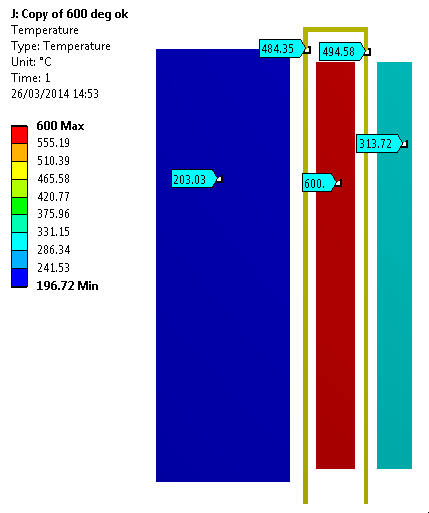 J: Copy of 600 deg ok
Temperature
Type: Temperature
Unit: °C
Time: 1
26/03/2014 14:53
600 Max
555.19
510.39
465.58
420.77
375.96
331.15
286.34
241.53
196.72 Min
484.35
494.58
313.72
203.03
600.